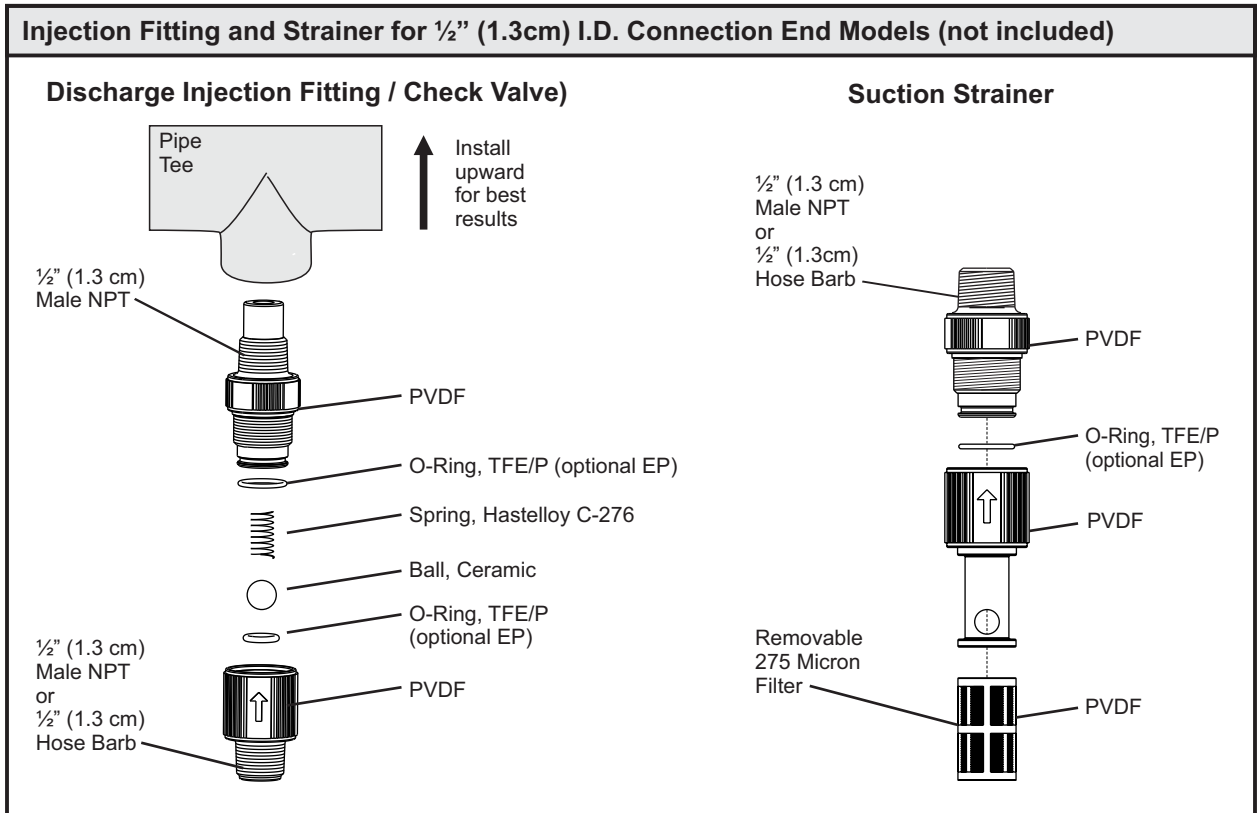 Injection Fitting and Strainer for ½” (1.3cm) I.D. Connection End Models (not included)
Discharge Injection Fitting / Check Valve)
Pipe
Tee
Install
upward
for best
results
½” (1.3 cm)
Male NPT
PVDF
O-Ring, TFE/P (optional EP)
Spring, Hastelloy C-276
Ball, Ceramic
O-Ring, TFE/P
(optional EP)
½” (1.3 cm)
Male NPT
or
½” (1.3 cm)
Hose Barb
PVDF
Suction Strainer
½” (1.3 cm)
Male NPT
or
½” (1.3cm)
Hose Barb
PVDF
O-Ring, TFE/P
(optional EP)
PVDF
Removable
275 Micron
Filter
PVDF